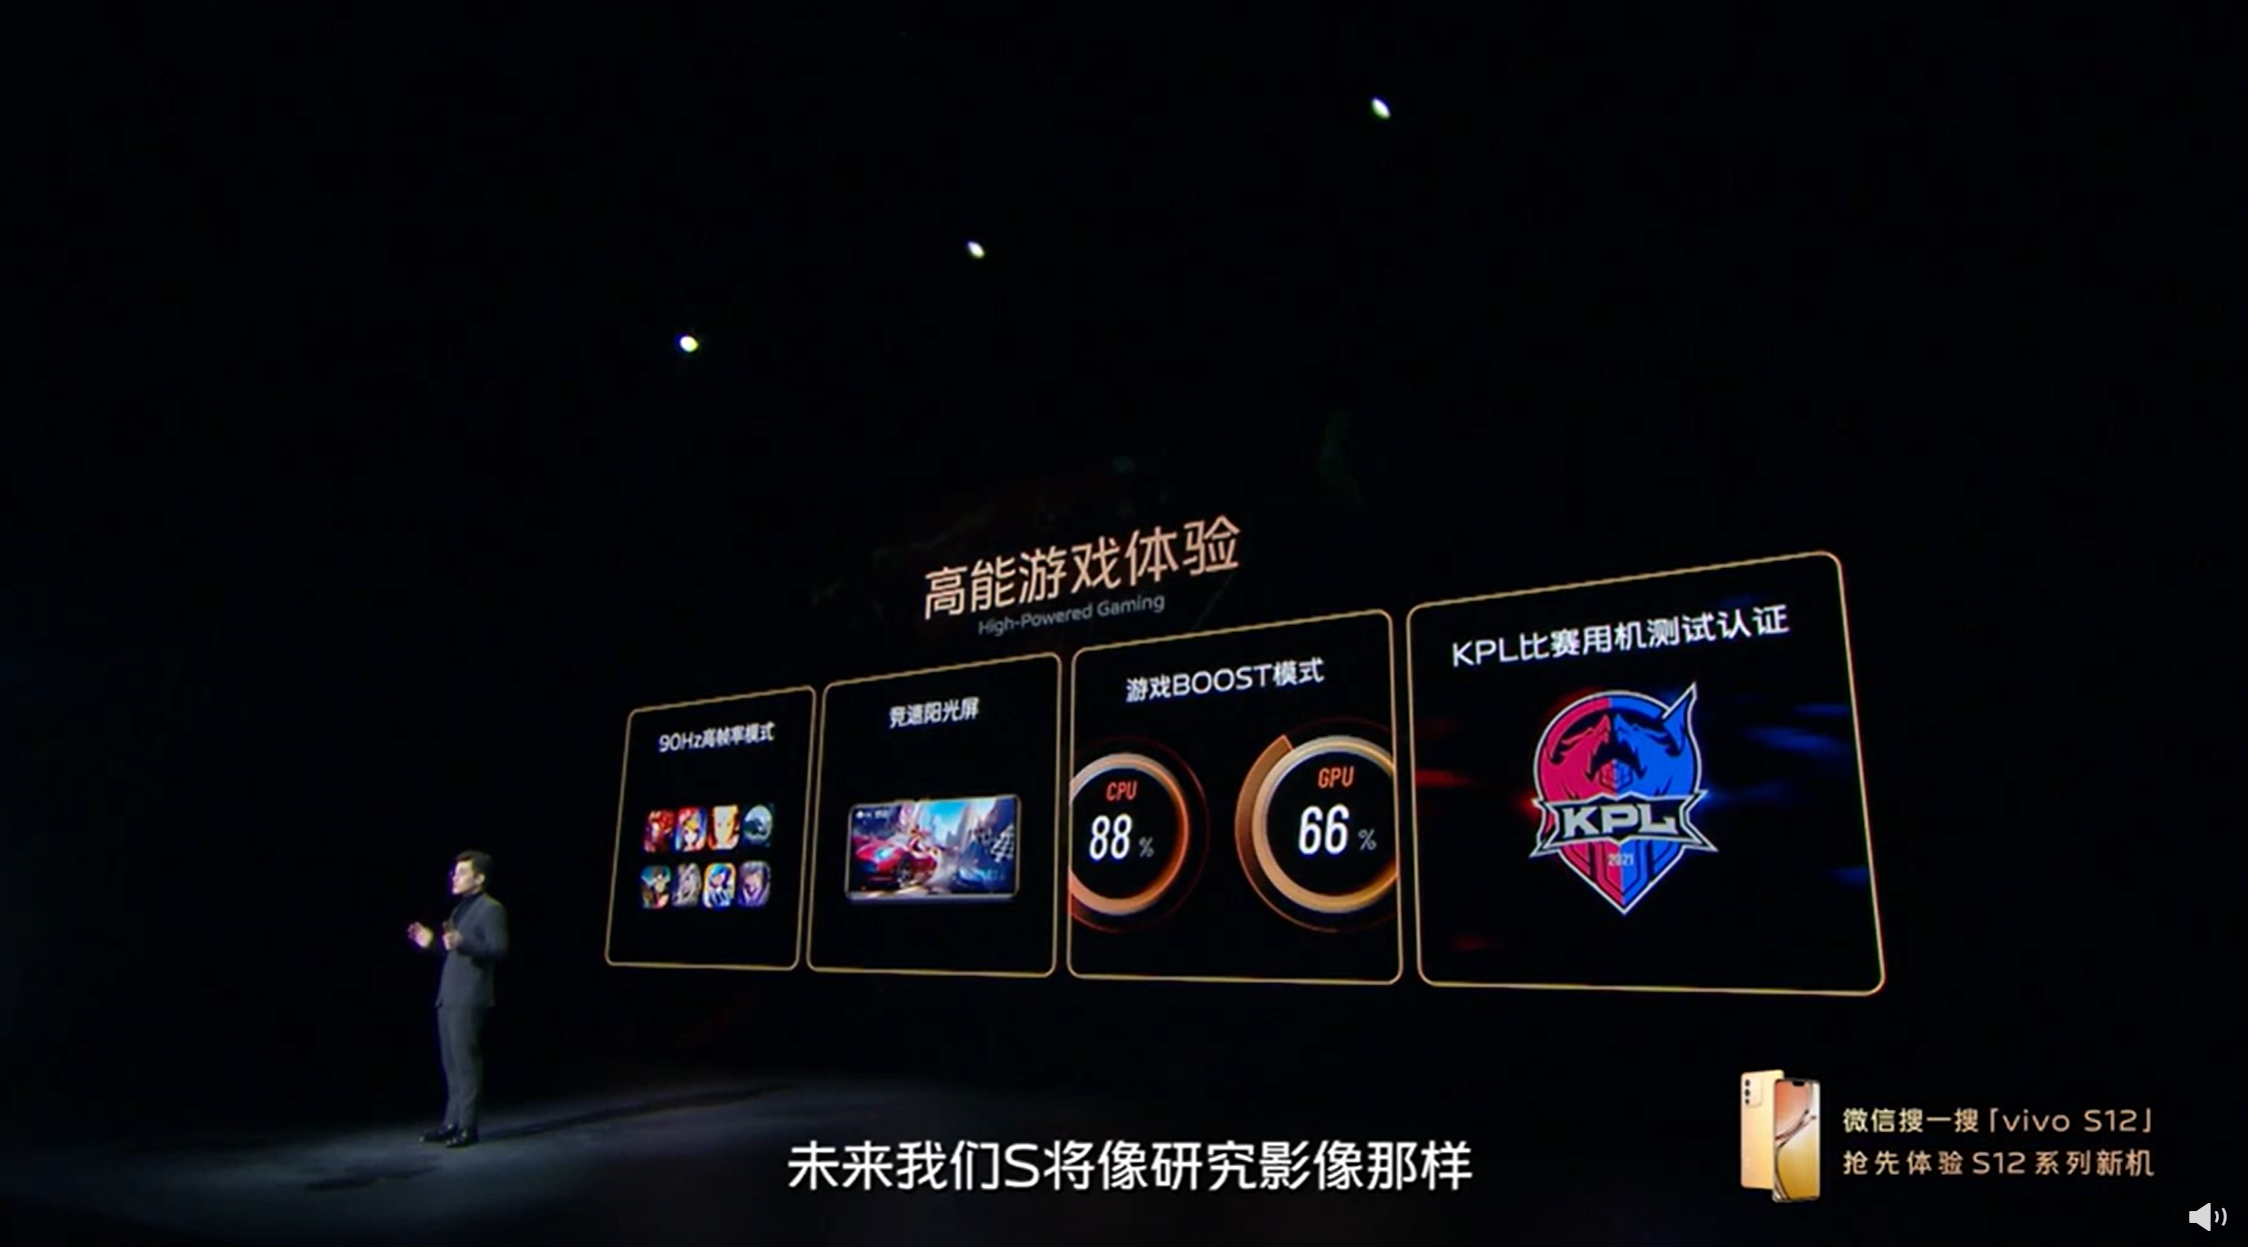 高能游戏体验
High-Powered Gaming
90Hz高帧率模式
竞速阳光屏
游戏BOOST模式
CPU
88 %
GPU
66 %
KPL比赛用机测试认证
KPL
2021
未来我们S将像研究影像那样
微信搜一搜「vivo S12」
抢先体验S12系列新机